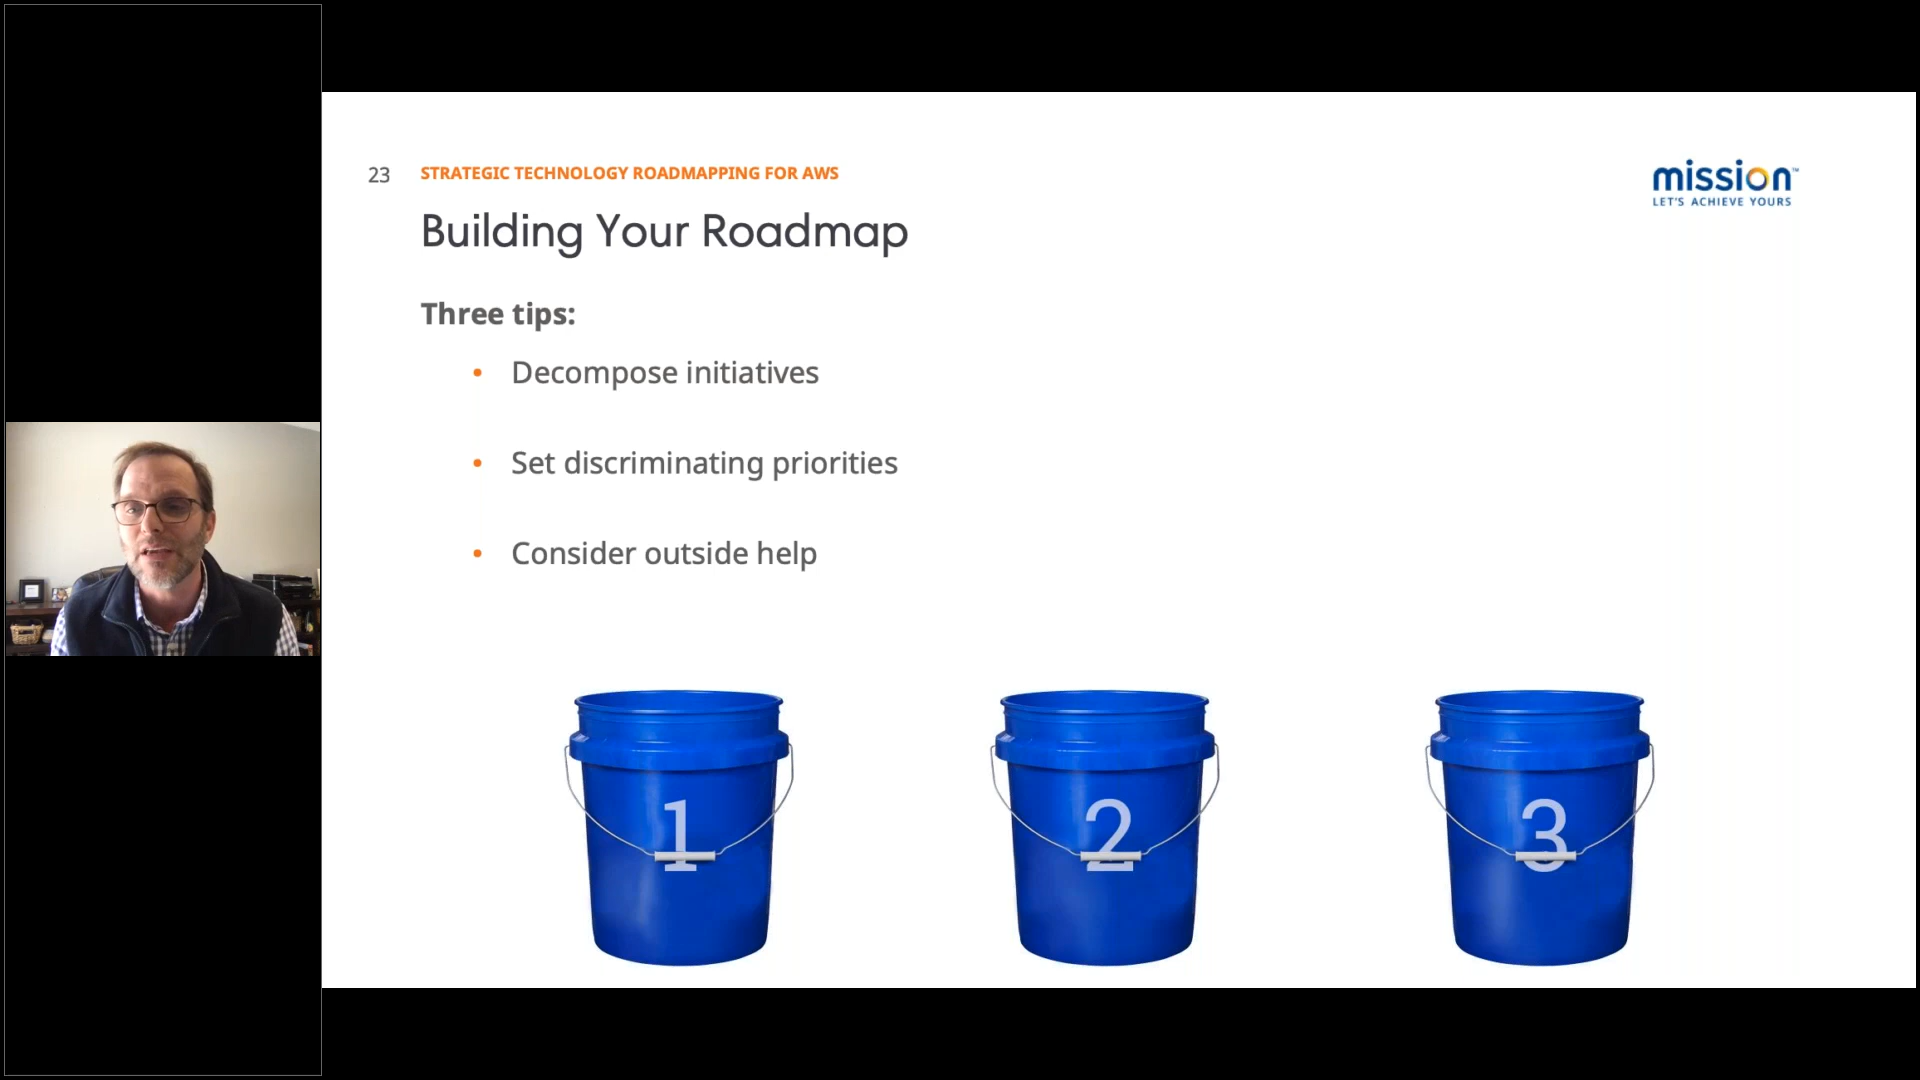 23
STRATEGIC TECHNOLOGY ROADMAPPING FOR AWS
mission™
LET'S ACHIEVE YOURS
Building Your Roadmap
Three tips:
• Decompose initiatives
• Set discriminating priorities
• Consider outside help
1
2
3